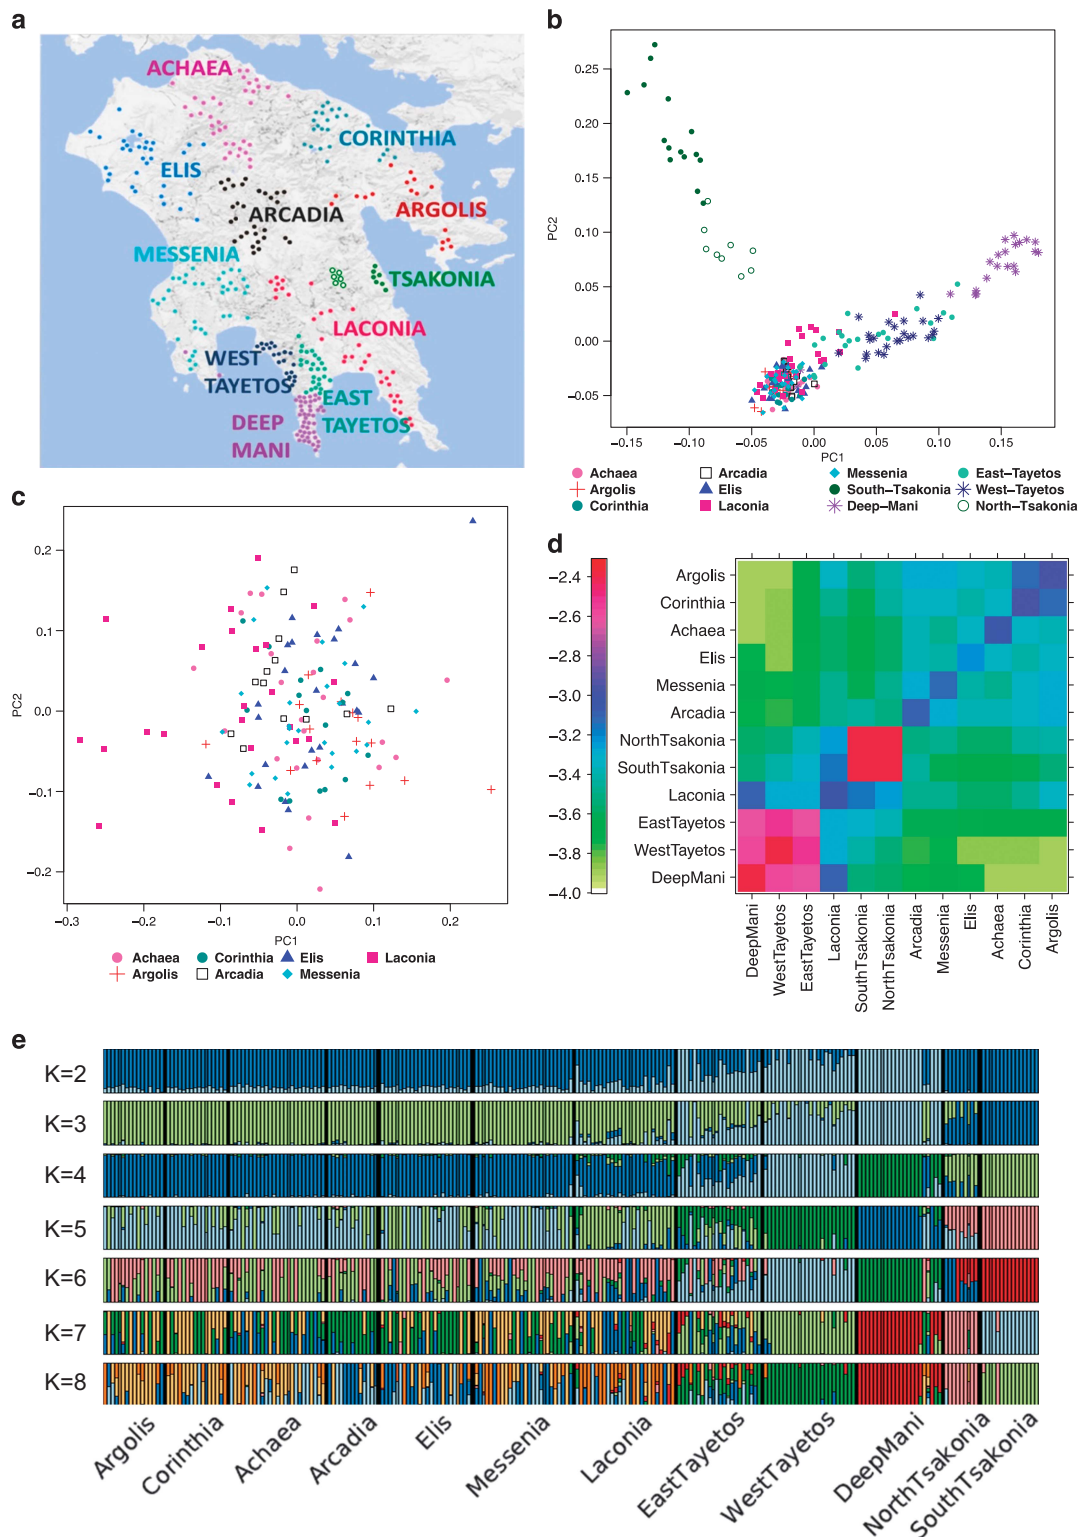 a
ACHAEA
CORINTHIA
ELIS
ARCADIA
ARGOLIS
MESSENIA
TSAKONIA
LACONIA
WEST
TAYETOS
EAST
TAYETOS
DEEP
MANI
b
PC2
0.25
0.20
0.15
0.10
0.05
0.00
−0.05
−0.15 −0.10 −0.05 0.00 0.05 0.10 0.15
PC1
Achaea Arcadia Messenia East−Tayetos
Argolis Elis South−Tsakonia West−Tayetos
Corinthia Laconia Deep−Mani North−Tsakonia
c
PC2
0.2
0.1
0.0
−0.1
−0.2
−0.3 −0.2 −0.1 0.0 0.1 0.2
PC1
Achaea Corinthia Elis Laconia
Argolis Arcadia Messenia
d
−2.4
−2.6
−2.8
−3.0
−3.2
−3.4
−3.6
−3.8
−4.0
Argolis
Corinthia
Achaea
Elis
Messenia
Arcadia
NorthTsakonia
SouthTsakonia
Laconia
EastTayetos
WestTayetos
DeepMani
DeepMani
WestTayetos
EastTayetos
Laconia
SouthTsakonia
NorthTsakonia
Arcadia
Messenia
Elis
Achaea
Corinthia
Argolis
e
K=2
K=3
K=4
K=5
K=6
K=7
K=8
Argolis
Corinthia
Achaea
Arcadia
Elis
Messenia
Laconia
EastTayetos
WestTayetos
DeepMani
NorthTsakonia
SouthTsakonia